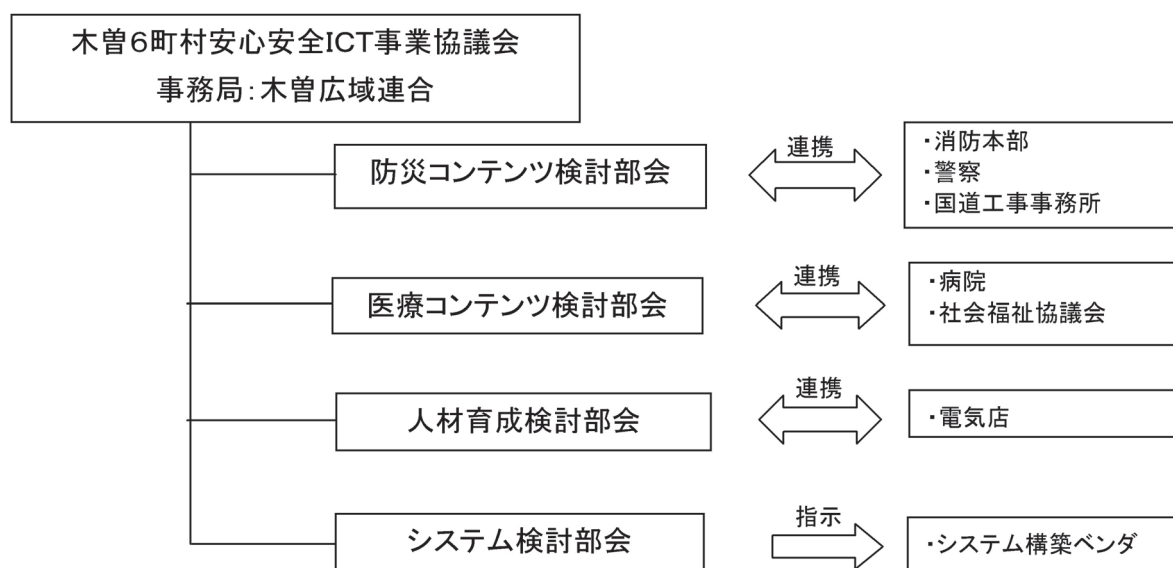 木曽6町村安心安全ICT事業協議会
事務局:木曽広域連合
防災コンテンツ検討部会
連携
・消防本部
・警察
・国道工事事務所
医療コンテンツ検討部会
連携
・病院
・社会福祉協議会
人材育成検討部会
連携
・電気店
システム検討部会
指示
・システム構築ベンダ